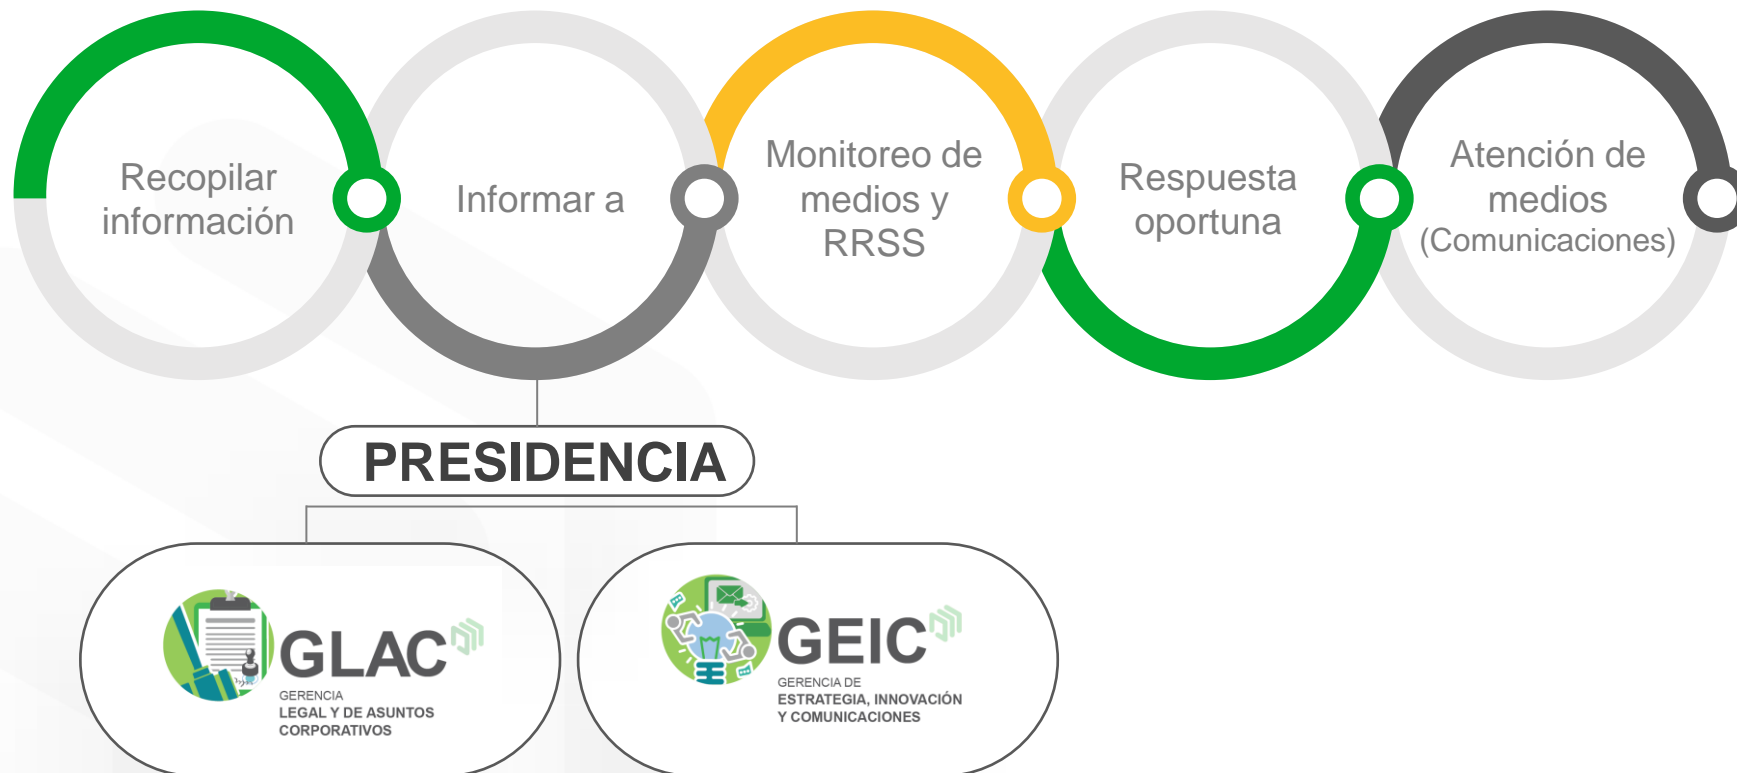 Recopilar
información
Informar a
Monitoreo de
medios y
RRSS
Respuesta
oportuna
Atención de
medios
(Comunicaciones)
PRESIDENCIA
GLAC
GERENCIA
LEGAL Y DE ASUNTOS
CORPORATIVOS
GEIC
GERENCIA DE
ESTRATEGIA, INNOVACIÓN
Y COMUNICACIONES